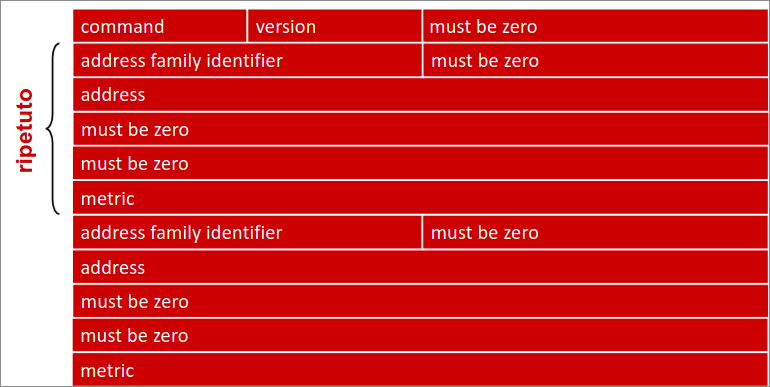 command version must be zero
address family identifier must be zero
address
must be zero
must be zero
metric
ripetuto
address family identifier must be zero
address
must be zero
must be zero
metric